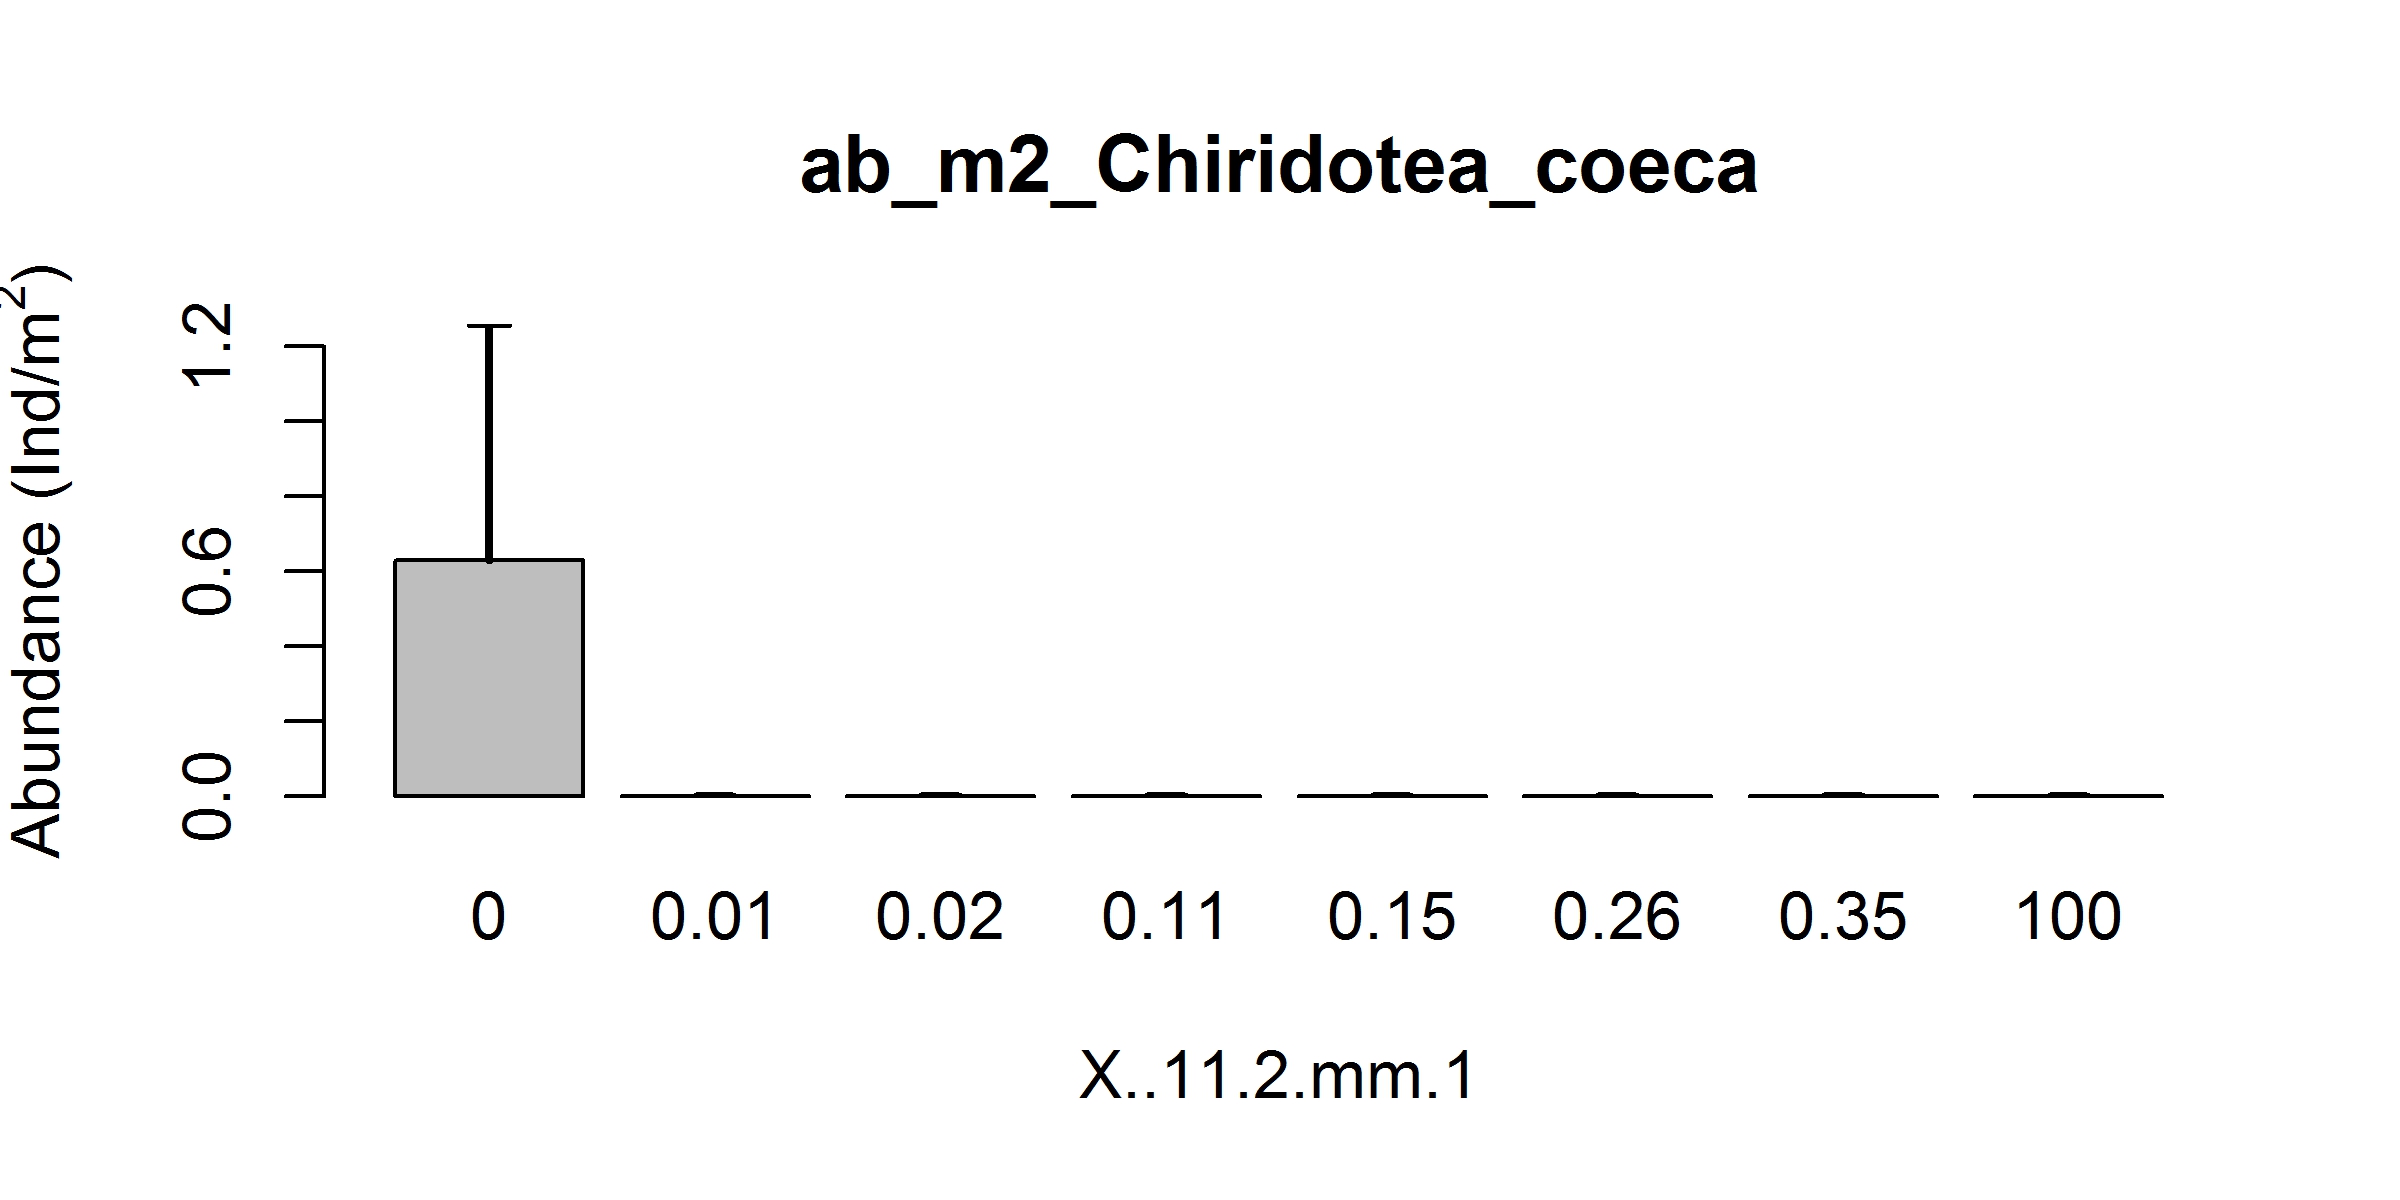 ab_m2_Chiridotea_coeca
Abundance (Ind/m²)
1.2
0.6
0.0
0 0.01 0.02 0.11 0.15 0.26 0.35 100
X..11.2.mm.1